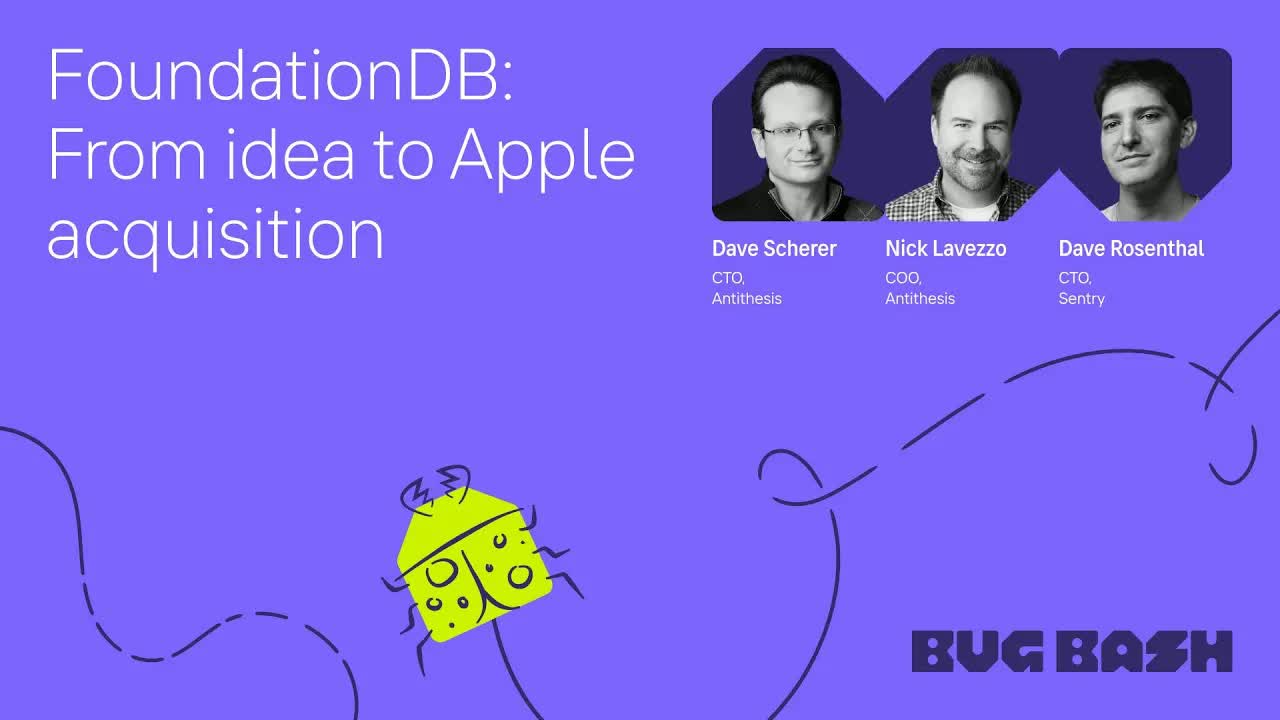 FoundationDB:
From idea to Apple
acquisition
Dave Scherer
CTO,
Antithesis
Nick Lavezzo
COO,
Antithesis
Dave Rosenthal
CTO,
Sentry
BUG BASH